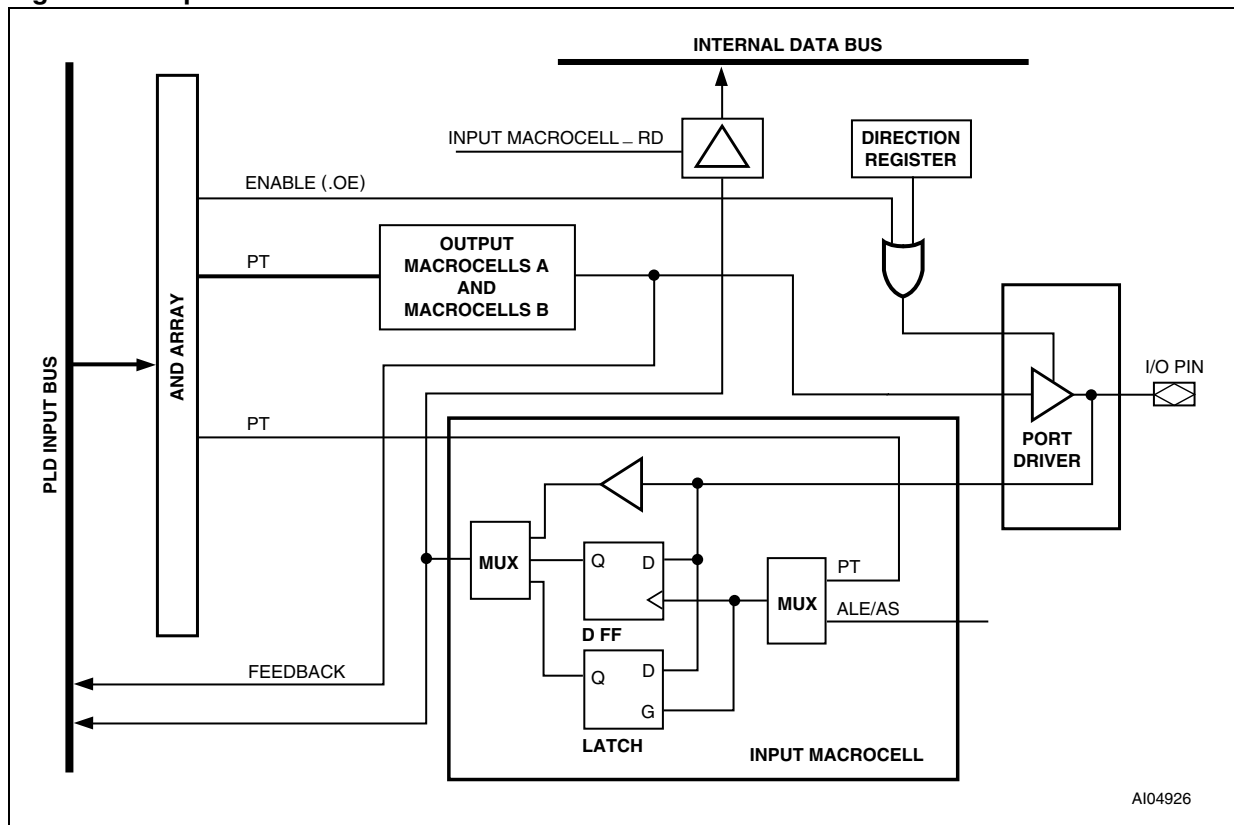 INTERNAL DATA BUS
INPUT MACROCELL _ RD
DIRECTION
REGISTER
ENABLE (.OE)
PT
OUTPUT
MACROCELLS A
AND
MACROCELLS B
AND ARRAY
PLD INPUT BUS
I/O PIN
PORT
DRIVER
PT
MUX
Q
D
D FF
MUX
PT
ALE/AS
Q
D
G
LATCH
FEEDBACK
INPUT MACROCELL
AI04926